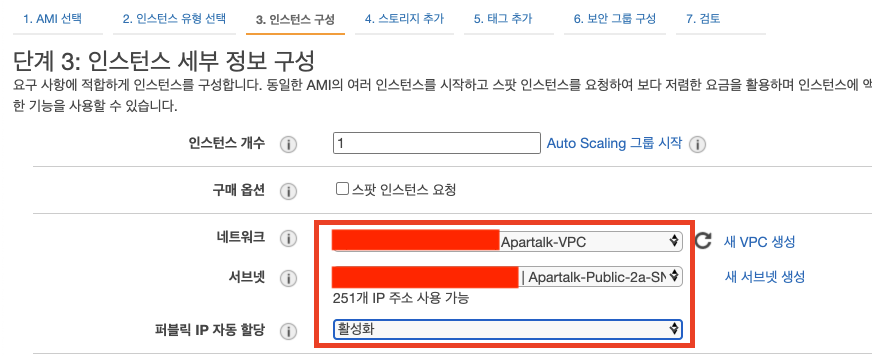 1. AMI 선택 2. 인스턴스 유형 선택 3. 인스턴스 구성 4. 스토리지 추가 5. 태그 추가 6. 보안 그룹 구성 7. 검토
단계 3: 인스턴스 세부 정보 구성
요구 사항에 적합하게 인스턴스를 구성합니다. 동일한 AMI의 여러 인스턴스를 시작하고 스팟 인스턴스를 요청하여 보다 저렴한 요금을 활용하며 인스턴스에 액
한 기능을 사용할 수 있습니다.
인스턴스 개수 i 1 Auto Scaling 그룹 시작 i
구매 옵션 i 스팟 인스턴스 요청
네트워크 i Apartalk-VPC 새 VPC 생성
서브넷 i | Apartalk-Public-2a-SN 새 서브넷 생성
251개 IP 주소 사용 가능
퍼블릭 IP 자동 할당 i 활성화